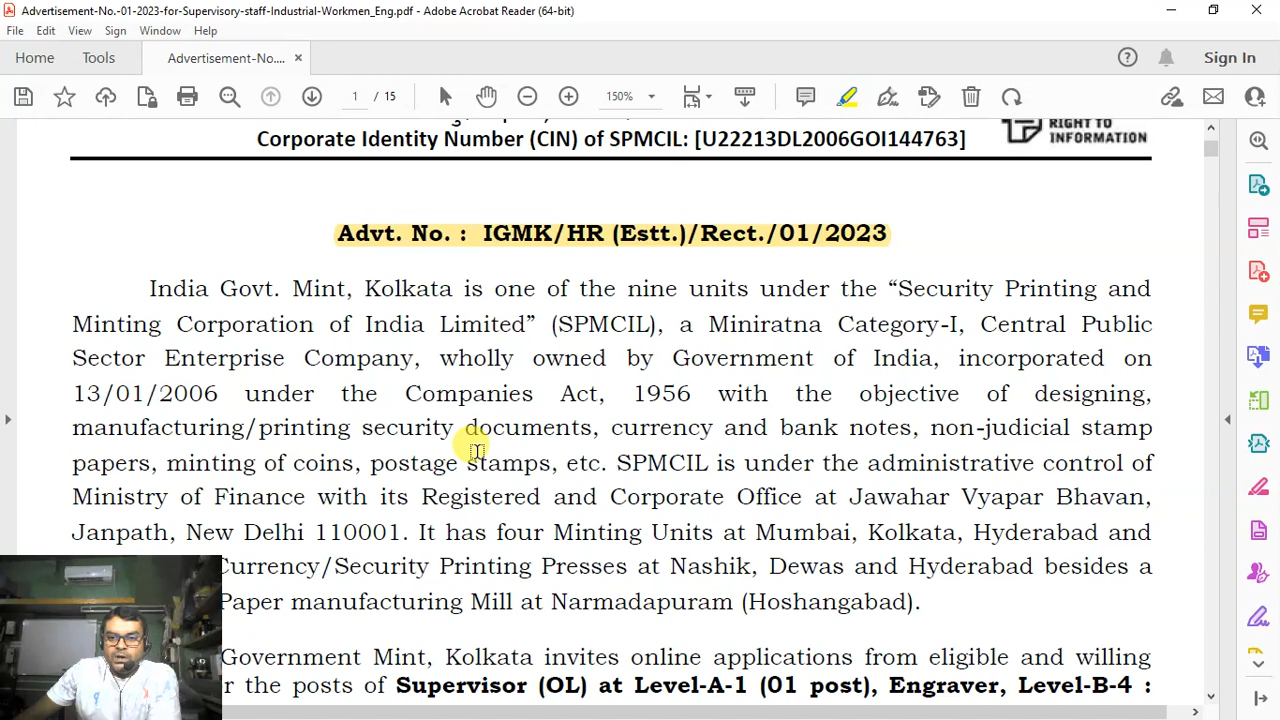 Advertisement-No.-01-2023-for-Supervisory-staff-Industrial-Workmen_Eng.pdf - Adobe Acrobat Reader (64-bit)
File Edit View Sign Window Help
Home Tools Advertisement-No.... × Sign In
1 / 15 150%
Corporate Identity Number (CIN) of SPMCIL: [U22213DL2006GOI144763]
RIGHT TO
INFORMATION
Advt. No. : IGMK/HR (Estt.)/Rect./01/2023
India Govt. Mint, Kolkata is one of the nine units under the “Security Printing and
Minting Corporation of India Limited” (SPMCIL), a Miniratna Category-I, Central Public
Sector Enterprise Company, wholly owned by Government of India, incorporated on
13/01/2006 under the Companies Act, 1956 with the objective of designing,
manufacturing/printing security documents, currency and bank notes, non-judicial stamp
papers, minting of coins, postage stamps, etc. SPMCIL is under the administrative control of
Ministry of Finance with its Registered and Corporate Office at Jawahar Vyapar Bhavan,
Janpath, New Delhi 110001. It has four Minting Units at Mumbai, Kolkata, Hyderabad and
Currency/Security Printing Presses at Nashik, Dewas and Hyderabad besides a
Paper manufacturing Mill at Narmadapuram (Hoshangabad).
Government Mint, Kolkata invites online applications from eligible and willing
r the posts of Supervisor (OL) at Level-A-1 (01 post), Engraver, Level-B-4 :